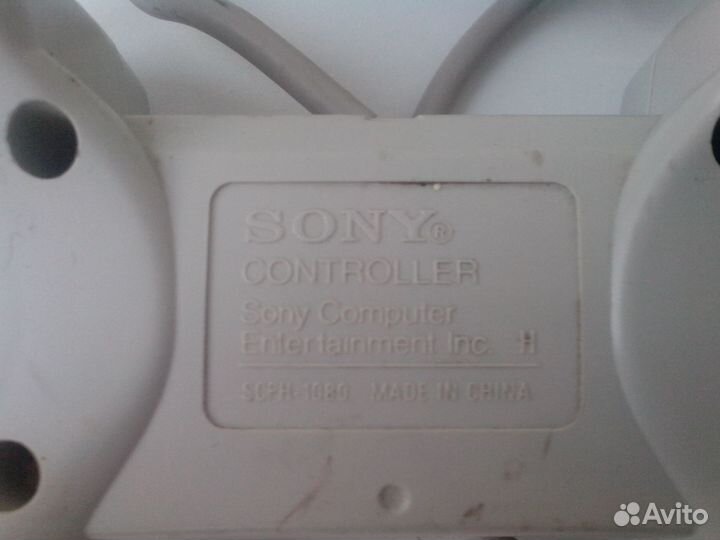 SONY®
CONTROLLER
Sony Computer
Entertainment Inc. H
SCPH-1080 MADE IN CHINA
Avito